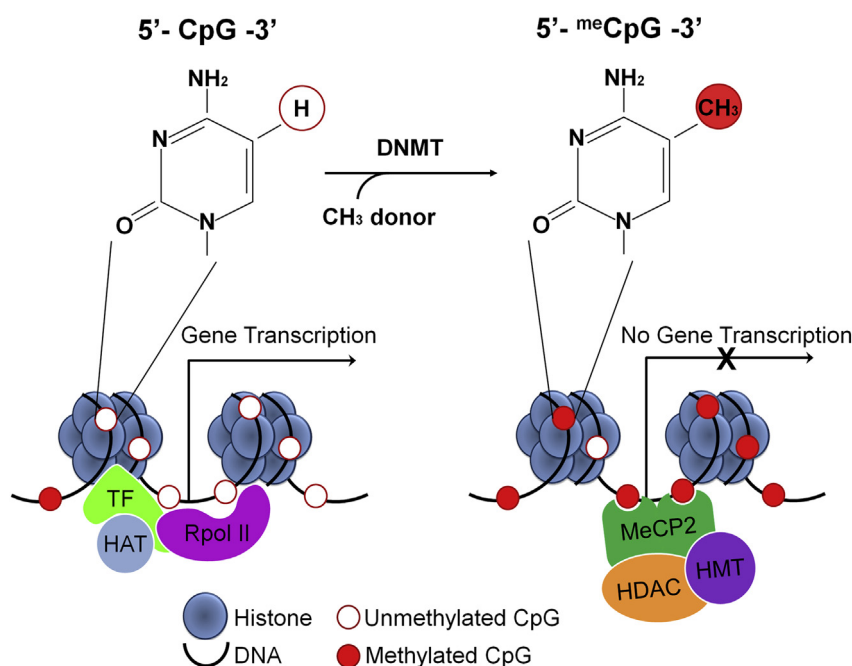 5'- CpG -3'
5'- ᵐᵉCpG -3'
NH₂
H
N
O
N
DNMT
CH₃ donor
NH₂
CH₃
N
O
N
Gene Transcription
No Gene Transcription
X
TF
HAT
Rpol II
MeCP2
HDAC
HMT
Histone
Unmethylated CpG
DNA
Methylated CpG